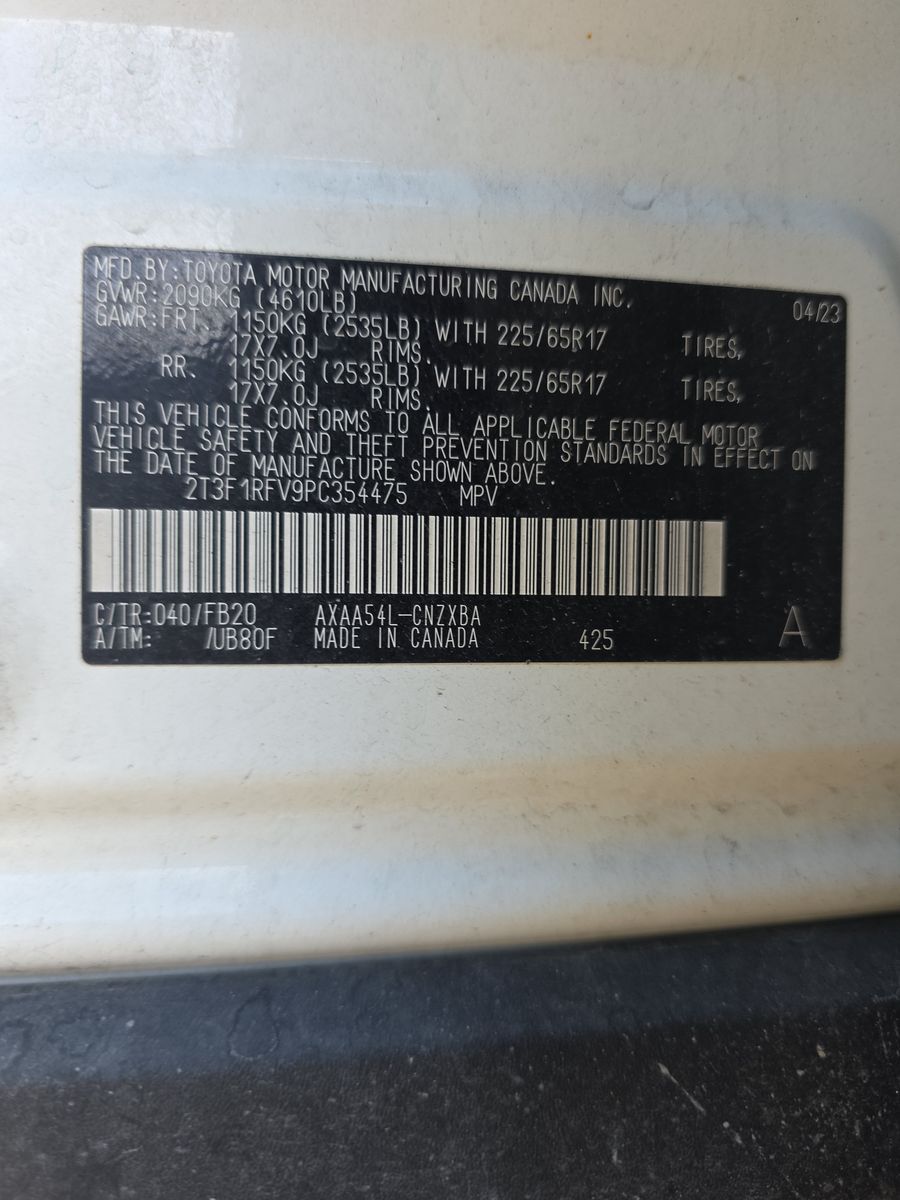 MFD.BY:TOYOTA MOTOR MANUFACTURING CANADA INC. 04/23
GVWR:2090KG (4610LB)
GAWR:FRT. 1150KG (2535LB) WITH 225/65R17 TIRES,
17X7.0J RIMS.
RR. 1150KG (2535LB) WITH 225/65R17 TIRES,
17X7.0J RIMS.
THIS VEHICLE CONFORMS TO ALL APPLICABLE FEDERAL MOTOR
VEHICLE SAFETY AND THEFT PREVENTION STANDARDS IN EFFECT ON
THE DATE OF MANUFACTURE SHOWN ABOVE.
2T3F1RFV9PC354475 MPV
C/TR:040/FB20 AXAA54L-CNZXBA
A/TM: /UB80F MADE IN CANADA 425 A